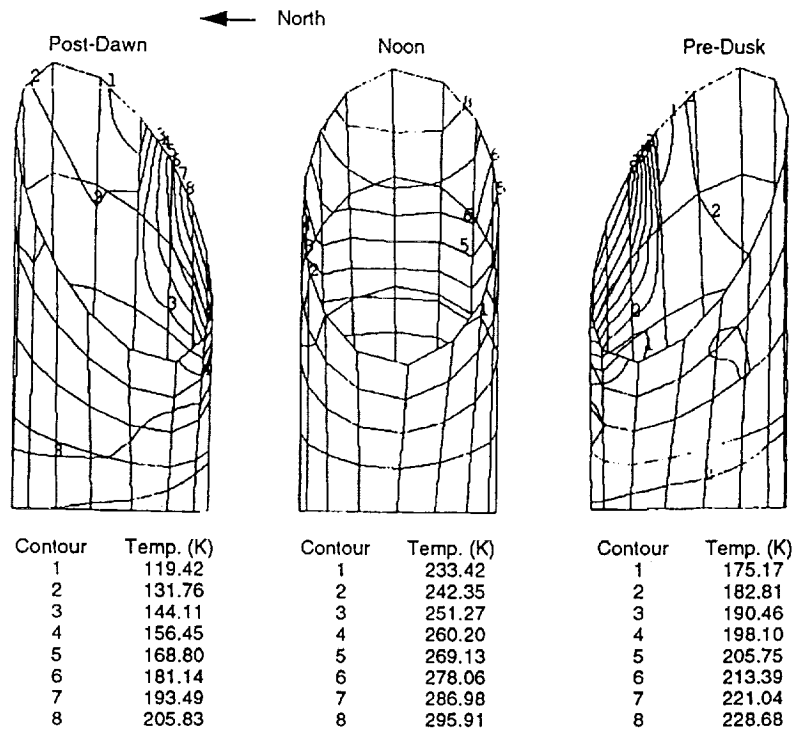 North
Post-Dawn Noon Pre-Dusk
Contour Temp. (K) Contour Temp. (K) Contour Temp. (K)
1 119.42 1 233.42 1 175.17
2 131.76 2 242.35 2 182.81
3 144.11 3 251.27 3 190.46
4 156.45 4 260.20 4 198.10
5 168.80 5 269.13 5 205.75
6 181.14 6 278.06 6 213.39
7 193.49 7 286.98 7 221.04
8 205.83 8 295.91 8 228.68